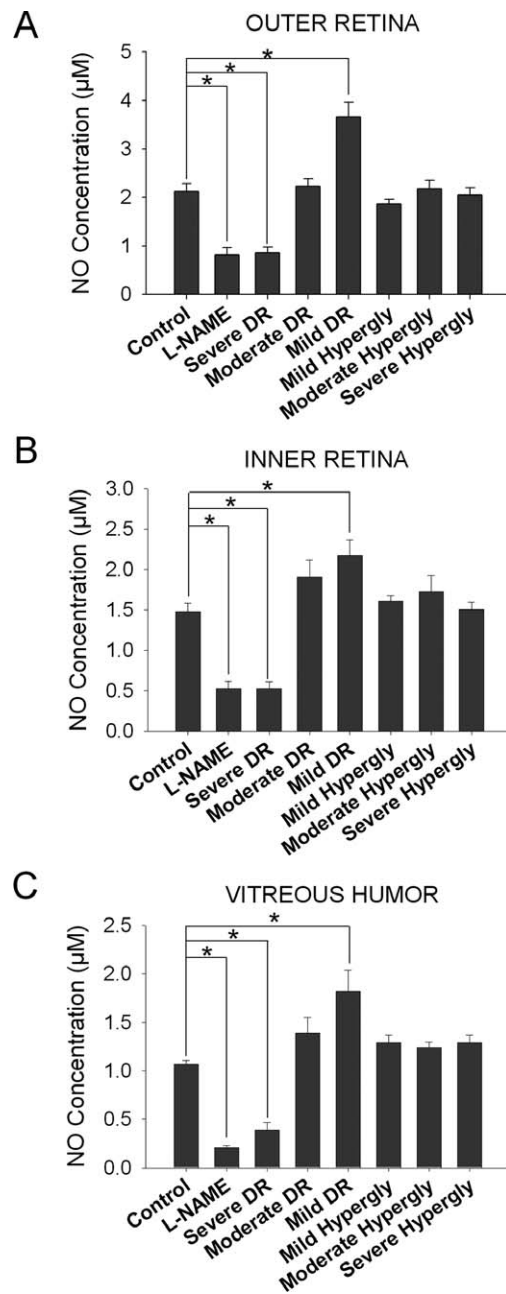 A
OUTER RETINA
NO Concentration (µM)
5
4
3
2
1
0
*
*
*
Control
L-NAME
Severe DR
Moderate DR
Mild DR
Mild Hypergly
Moderate Hypergly
Severe Hypergly
B
INNER RETINA
NO Concentration (µM)
3.0
2.5
2.0
1.5
1.0
0.5
0.0
*
*
*
Control
L-NAME
Severe DR
Moderate DR
Mild DR
Mild Hypergly
Moderate Hypergly
Severe Hypergly
C
VITREOUS HUMOR
NO Concentration (µM)
2.5
2.0
1.5
1.0
0.5
0.0
*
*
*
Control
L-NAME
Severe DR
Moderate DR
Mild DR
Mild Hypergly
Moderate Hypergly
Severe Hypergly